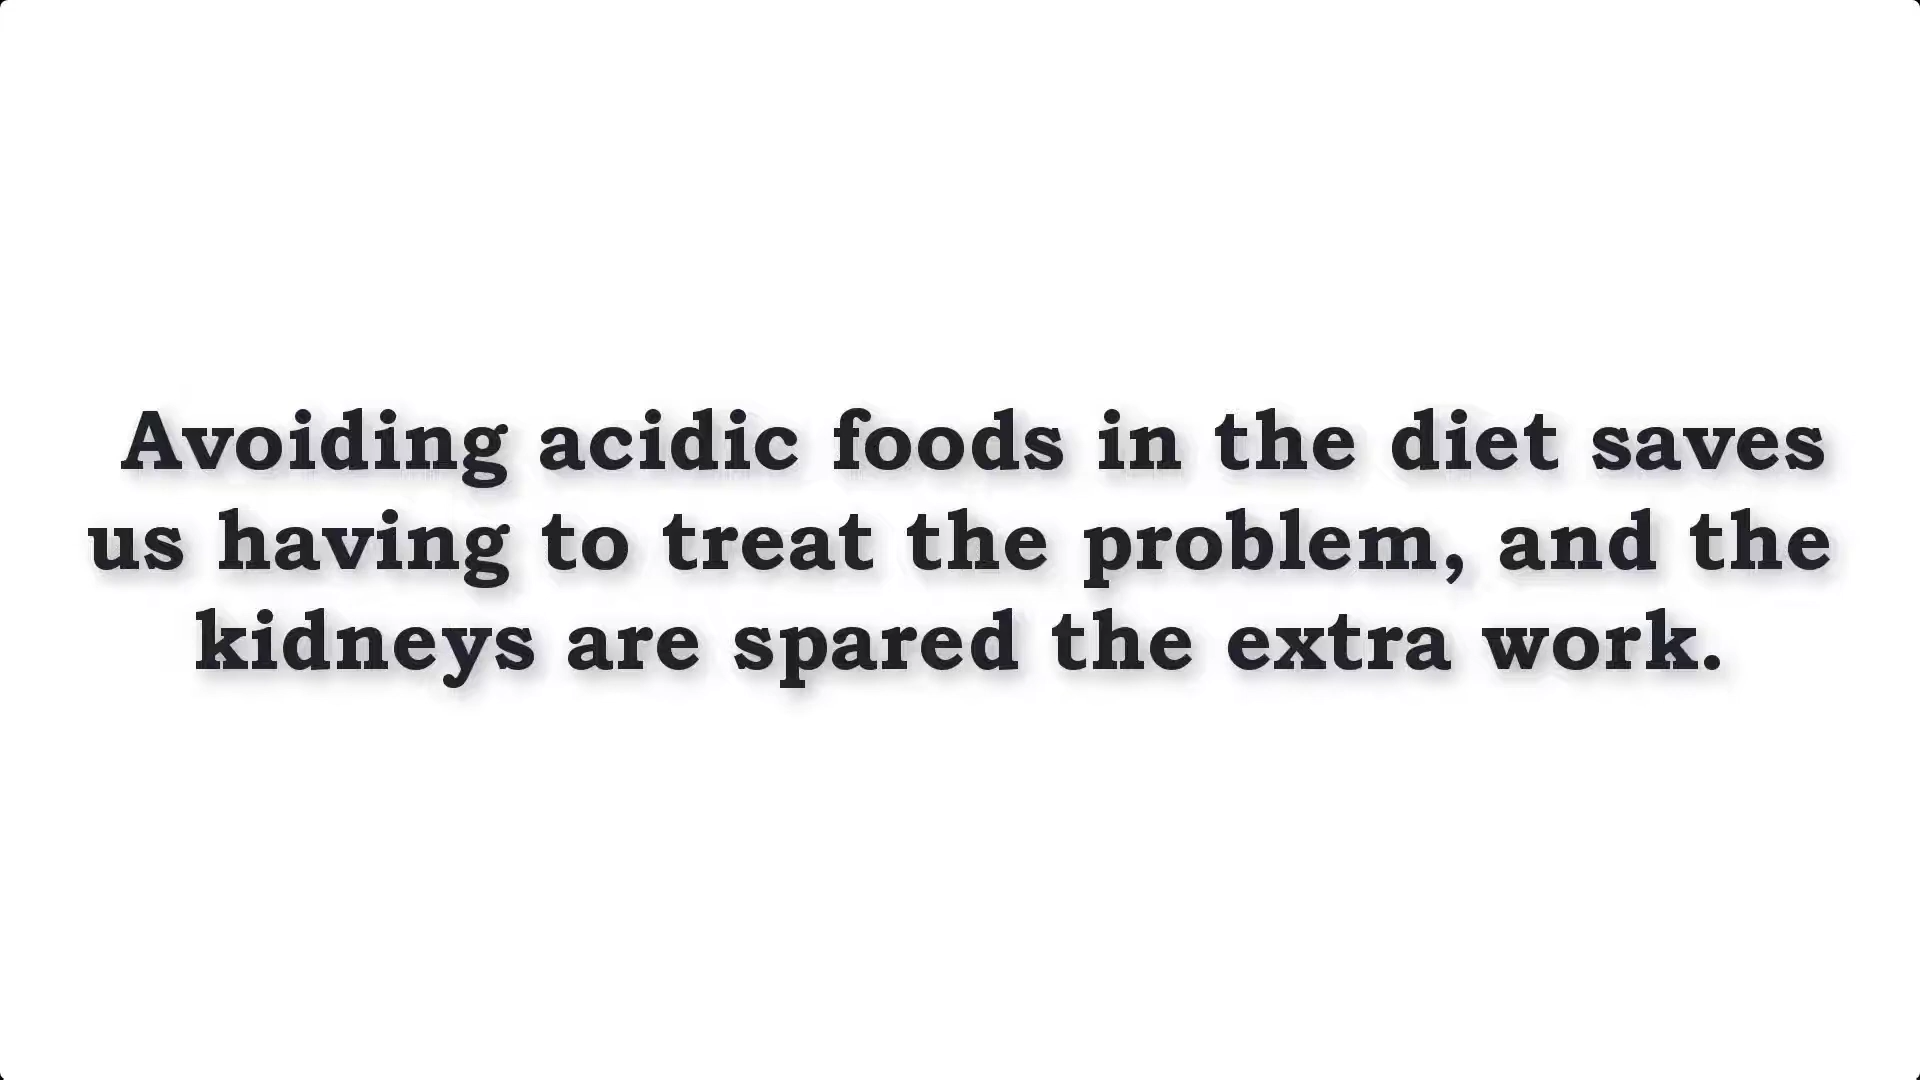 Avoiding acidic foods in the diet saves
us having to treat the problem, and the
kidneys are spared the extra work.